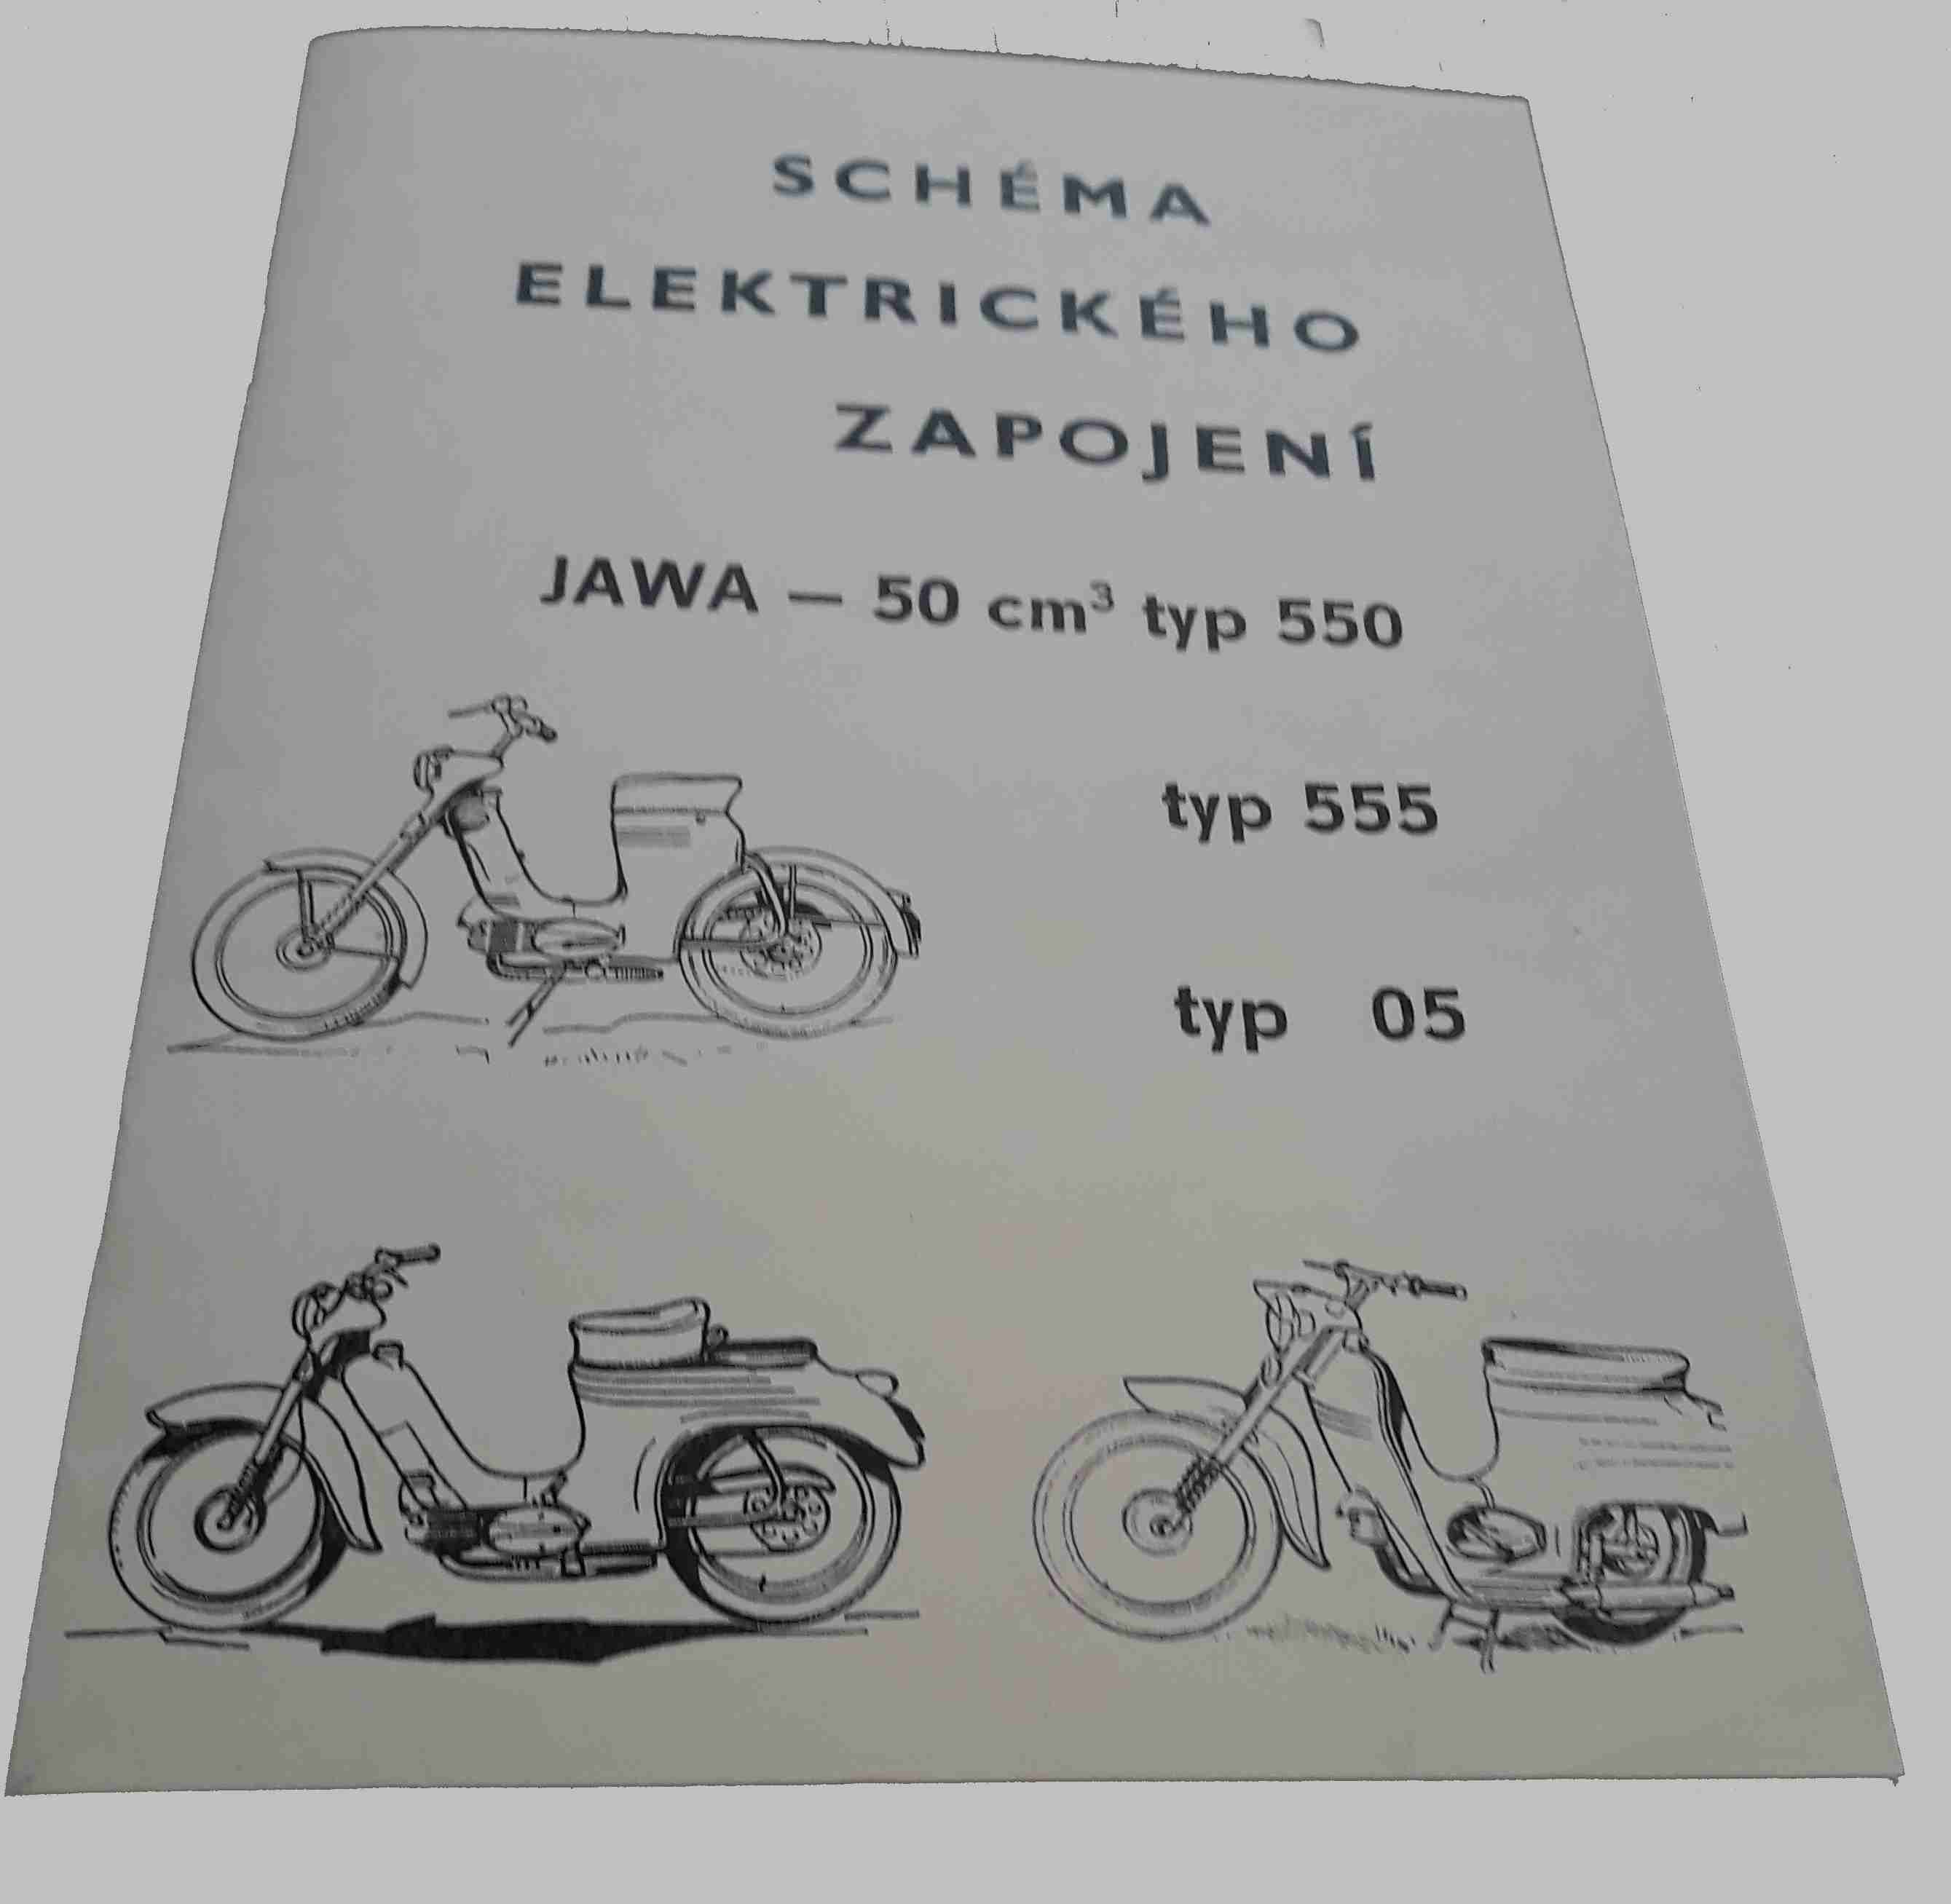 SCHÉMA
ELEKTRICKÉHO
ZAPOJENÍ
JAWA — 50 cm³ typ 550
typ 555
typ 05